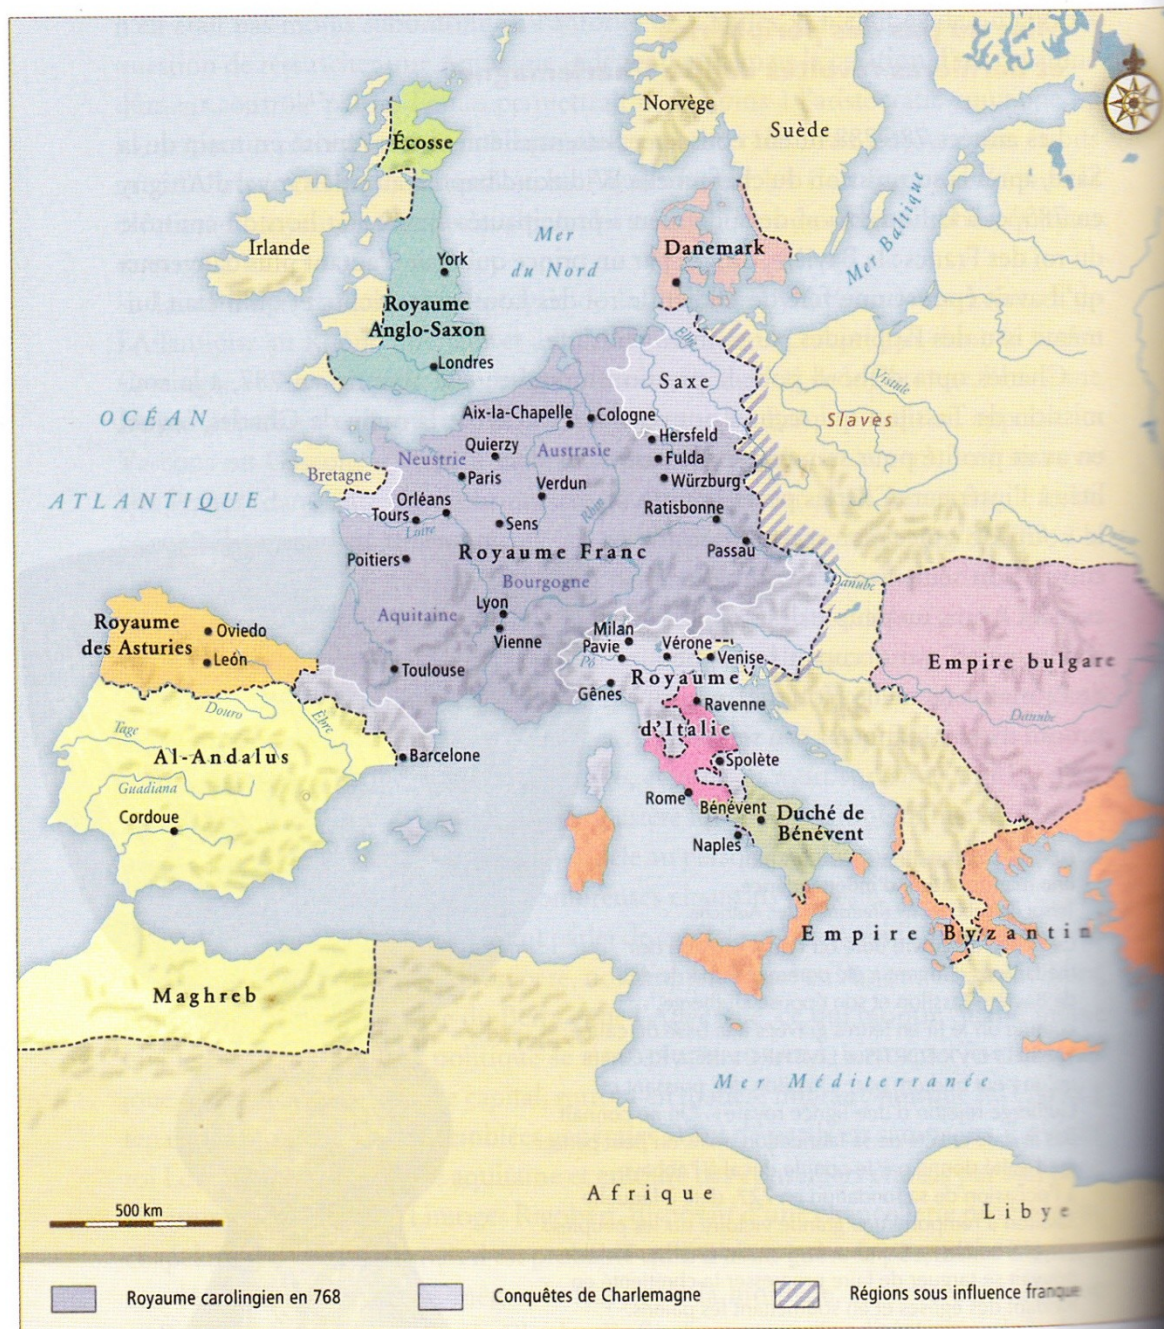 Norvège
Suède
Écosse
Irlande
Mer
du Nord
Danemark
Mer Baltique
York
Royaume
Anglo-Saxon
Londres
Elbe
Saxe
Vistule
Slaves
OCÉAN
ATLANTIQUE
Aix-la-Chapelle
Cologne
Hersfeld
Quierzy
Neustrie
Austrasie
Fulda
Bretagne
Paris
Verdun
Würzburg
Orléans
Tours
Loire
Sens
Rhin
Ratisbonne
Royaume Franc
Passau
Poitiers
Bourgogne
Danube
Aquitaine
Lyon
Vienne
Royaume
des Asturies
Oviedo
León
Toulouse
Milan
Pavie
Vérone
Venise
Pô
Gênes
Royaume
d'Italie
Ravenne
Empire bulgare
Danube
Douro
Èbre
Tage
Al-Andalus
Barcelone
Guadiana
Cordoue
Spolète
Rome
Bénévent
Duché de
Bénévent
Naples
Empire Byzantin
Maghreb
Mer Méditerranée
Afrique
Libye
500 km
Royaume carolingien en 768
Conquêtes de Charlemagne
Régions sous influence franque